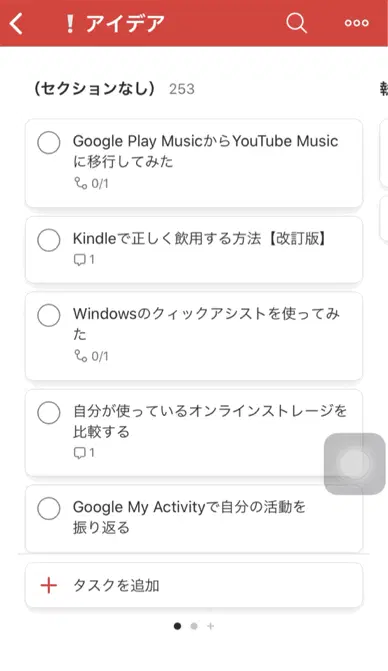 ！ アイデア
（セクションなし） 253
Google Play MusicからYouTube Music
に移行してみた
0/1
Kindleで正しく飲用する方法【改訂版】
1
Windowsのクィックアシストを使ってみ
た
0/1
自分が使っているオンラインストレージを
比較する
1
Google My Activityで自分の活動を
振り返る
タスクを追加